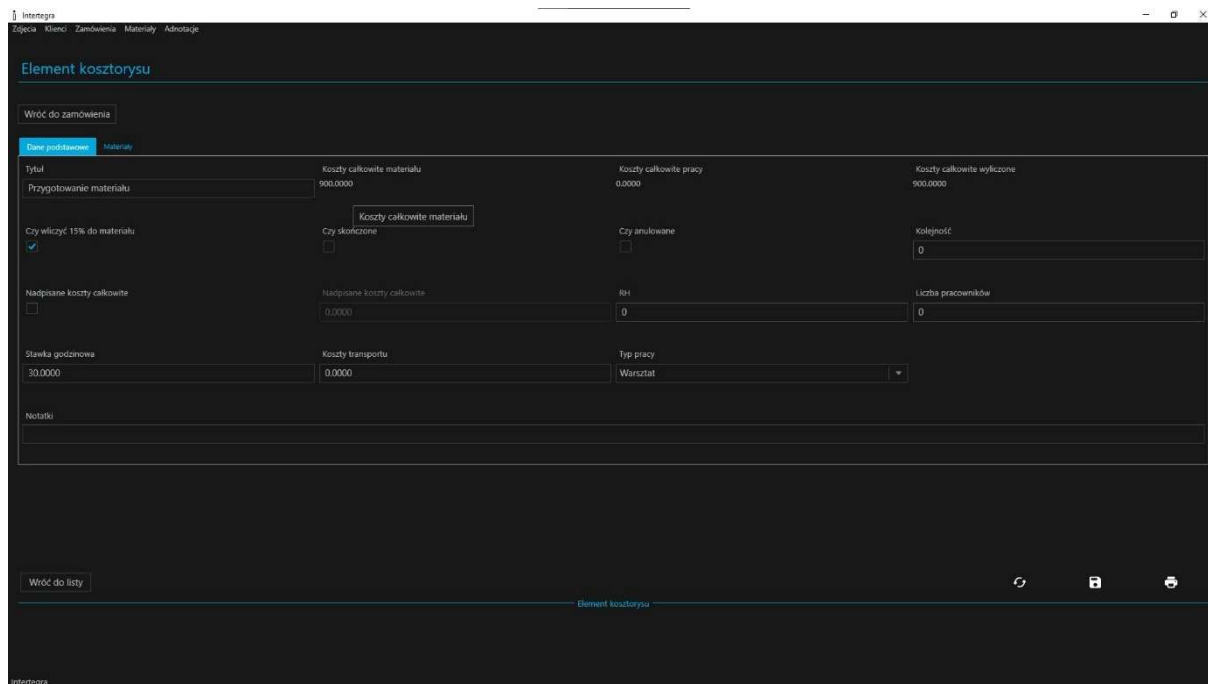 Intertegra
Zdjęcia Klienci Zamówienia Materiały Adnotacje
Element kosztorysu
Wróć do zamówienia
Dane podstawowe Materiały
Tytuł Koszty całkowite materiału Koszty całkowite pracy Koszty całkowite wyliczone
Przygotowanie materiału 900.0000 0.0000 900.0000
Koszty całkowite materiału
Czy wliczyć 15% do materiału Czy skończone Czy anulowane Kolejność
0
Nadpisane koszty całkowite Nadpisane koszty całkowite RH Liczba pracowników
0.0000 0 0
Stawka godzinowa Koszty transportu Typ pracy
30.0000 0.0000 Warsztat
Notatki
Wróć do listy
Element kosztorysu
Intertegra